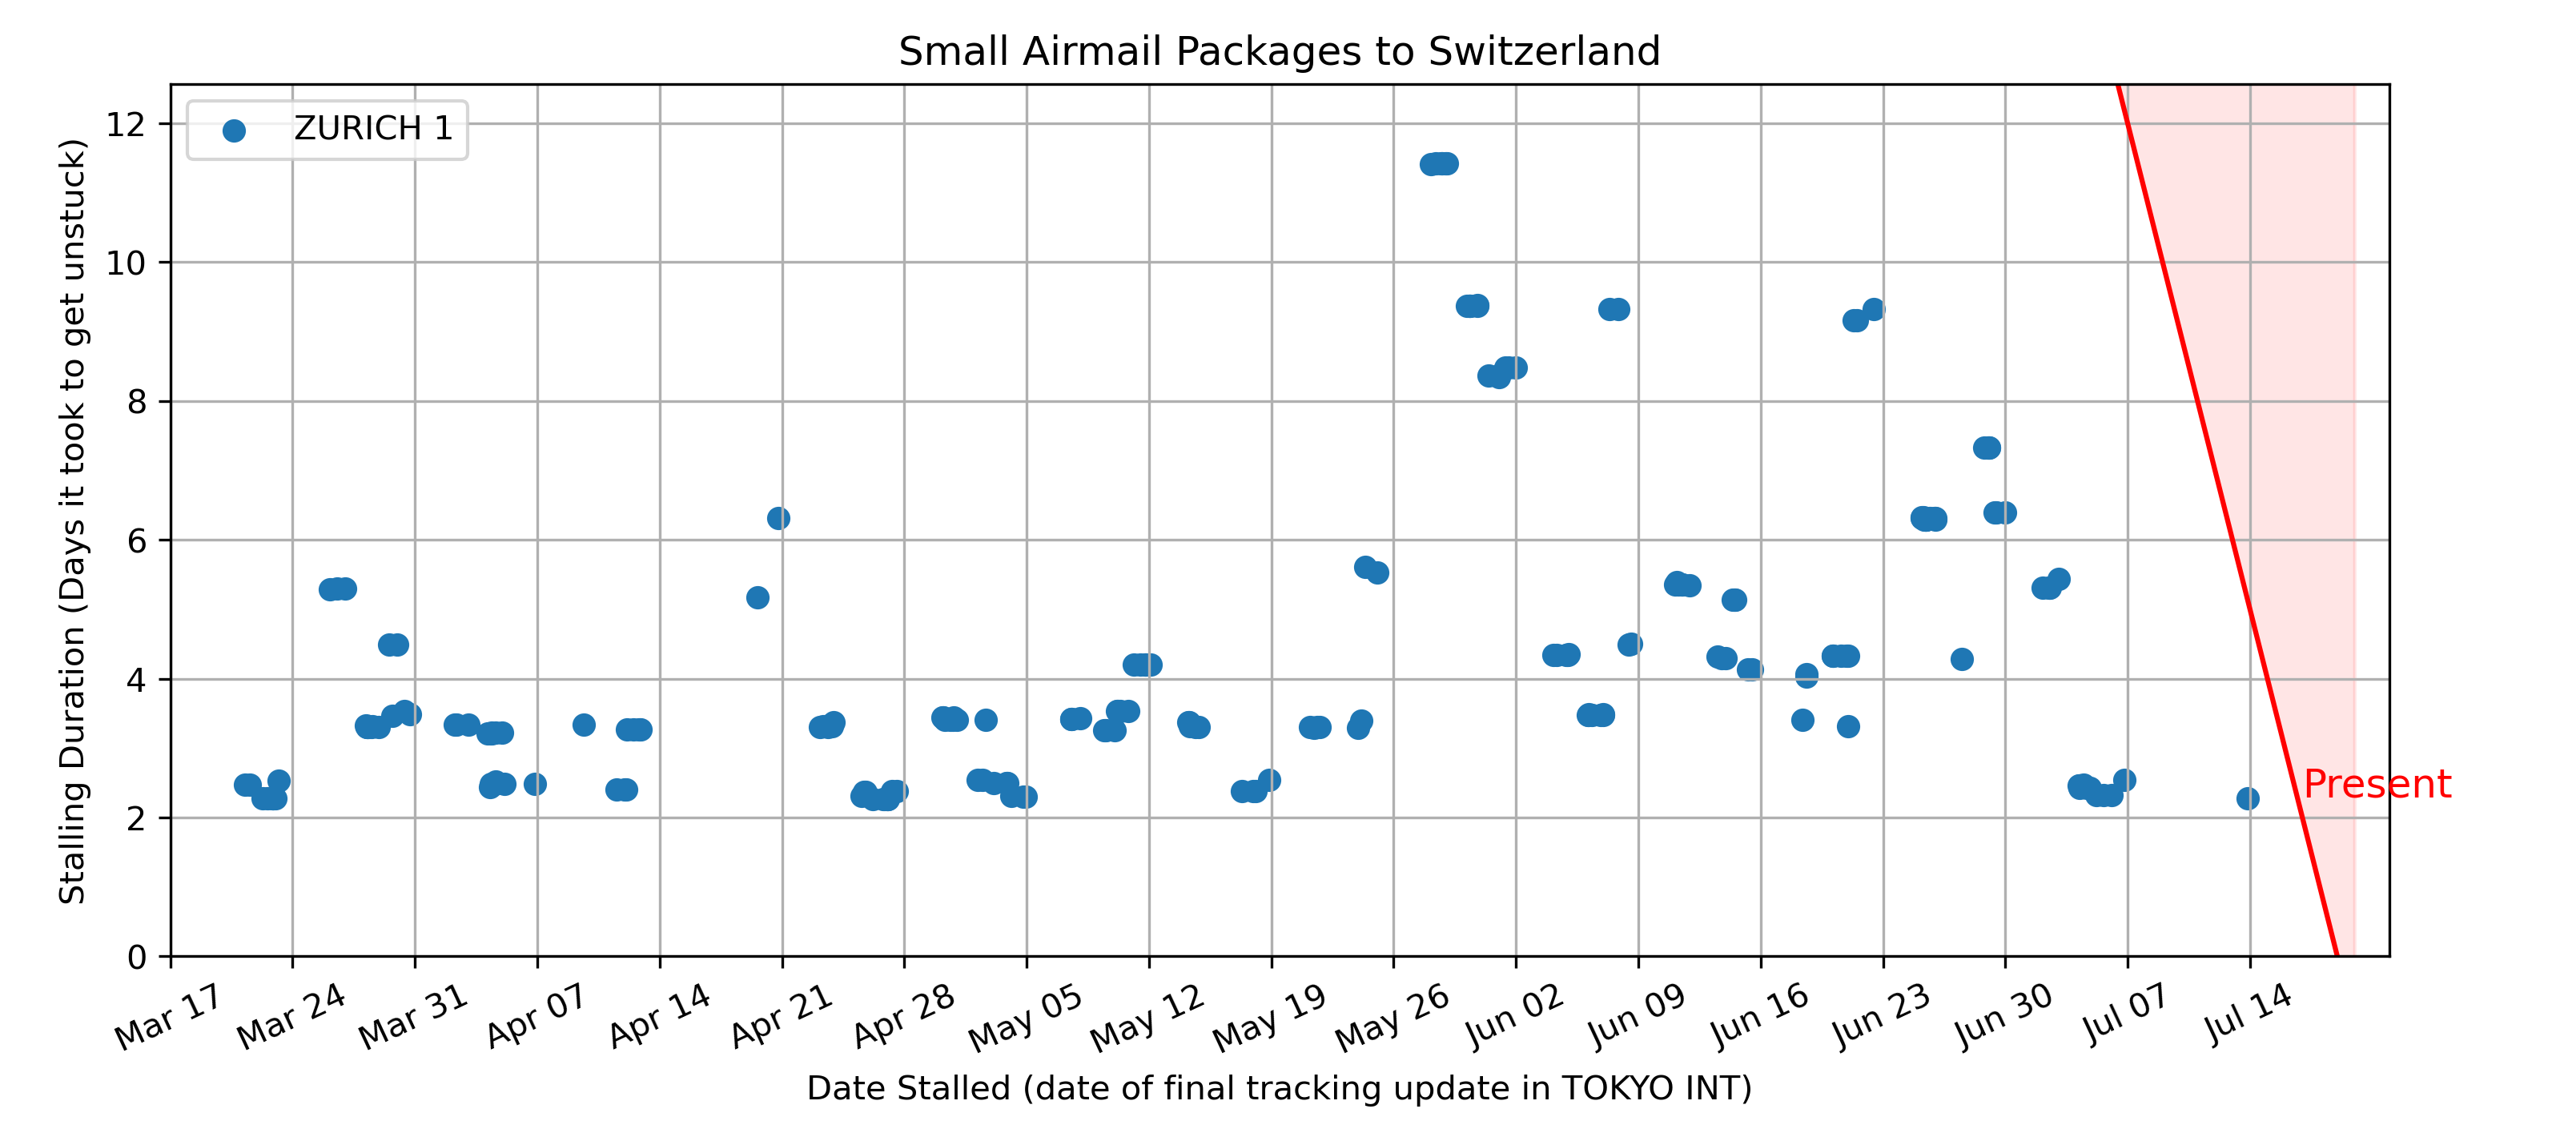 Small Airmail Packages to Switzerland
ZURICH 1
Stalling Duration (Days it took to get unstuck)
12
10
8
6
4
2
0
Present
Mar 17 Mar 24 Mar 31 Apr 07 Apr 14 Apr 21 Apr 28 May 05 May 12 May 19 May 26 Jun 02 Jun 09 Jun 16 Jun 23 Jun 30 Jul 07 Jul 14
Date Stalled (date of final tracking update in TOKYO INT)